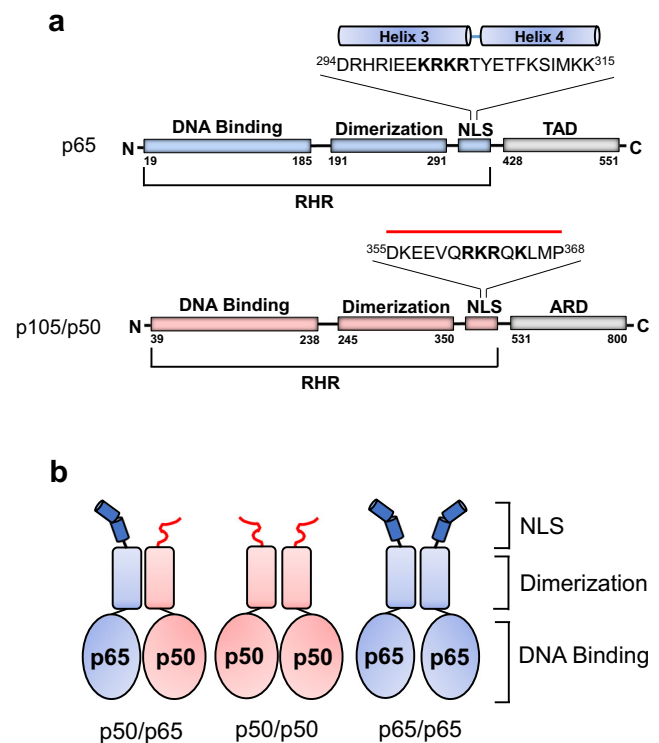 a
Helix 3 Helix 4
294DRHRIEEKRKRTYETFKSIMKK315
DNA Binding Dimerization NLS TAD
p65 N C
19 185 191 291 428 551
RHR
355DKEEVQRKRQKLMP368
DNA Binding Dimerization NLS ARD
p105/p50 N C
39 238 245 350 531 800
RHR
b
NLS
Dimerization
p65 p50 p50 p50 p65 p65 DNA Binding
p50/p65 p50/p50 p65/p65